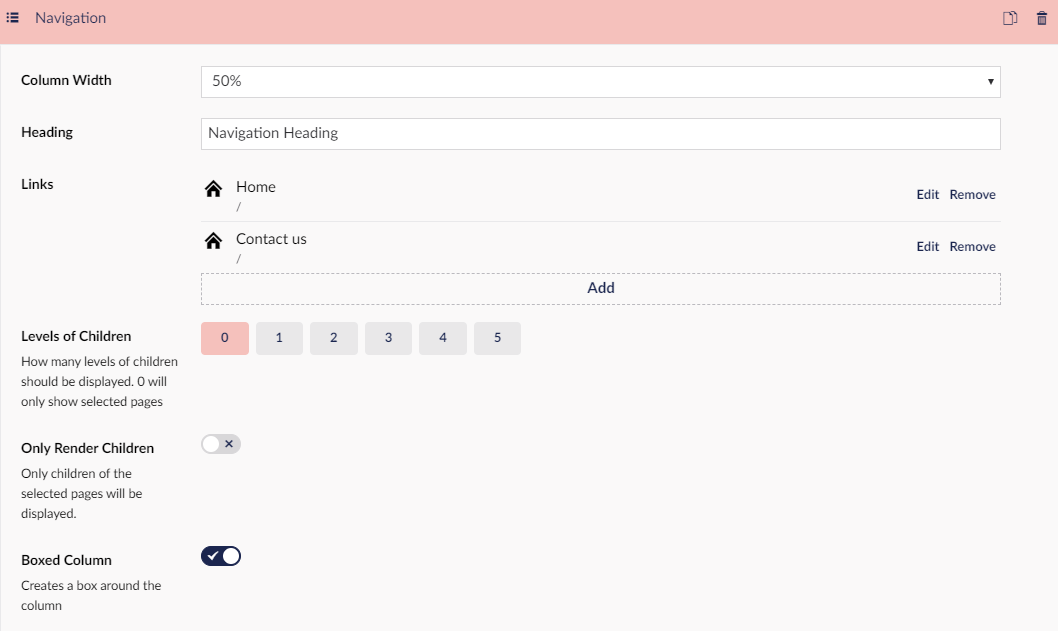 Navigation
Column Width
50%
Heading
Navigation Heading
Links
Home
/
Edit Remove
Contact us
/
Edit Remove
Add
Levels of Children
0 1 2 3 4 5
How many levels of children
should be displayed. 0 will
only show selected pages
Only Render Children
Only children of the
selected pages will be
displayed.
Boxed Column
Creates a box around the
column